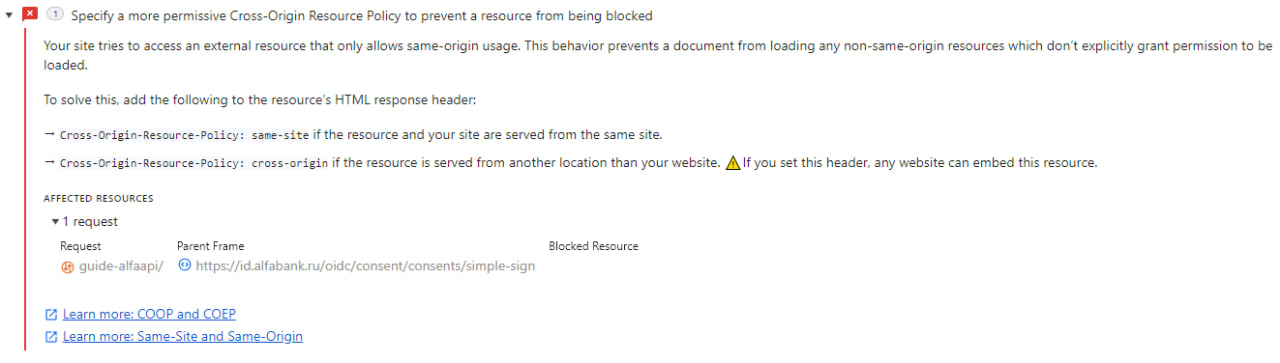 1 Specify a more permissive Cross-Origin Resource Policy to prevent a resource from being blocked
Your site tries to access an external resource that only allows same-origin usage. This behavior prevents a document from loading any non-same-origin resources which don’t explicitly grant permission to be
loaded.
To solve this, add the following to the resource’s HTML response header:
→ Cross-Origin-Resource-Policy: same-site if the resource and your site are served from the same site.
→ Cross-Origin-Resource-Policy: cross-origin if the resource is served from another location than your website. ⚠If you set this header, any website can embed this resource.
AFFECTED RESOURCES
▼1 request
Request Parent Frame Blocked Resource
guide-alfaapi/ https://id.alfabank.ru/oidc/consent/consents/simple-sign
Learn more: COOP and COEP
Learn more: Same-Site and Same-Origin